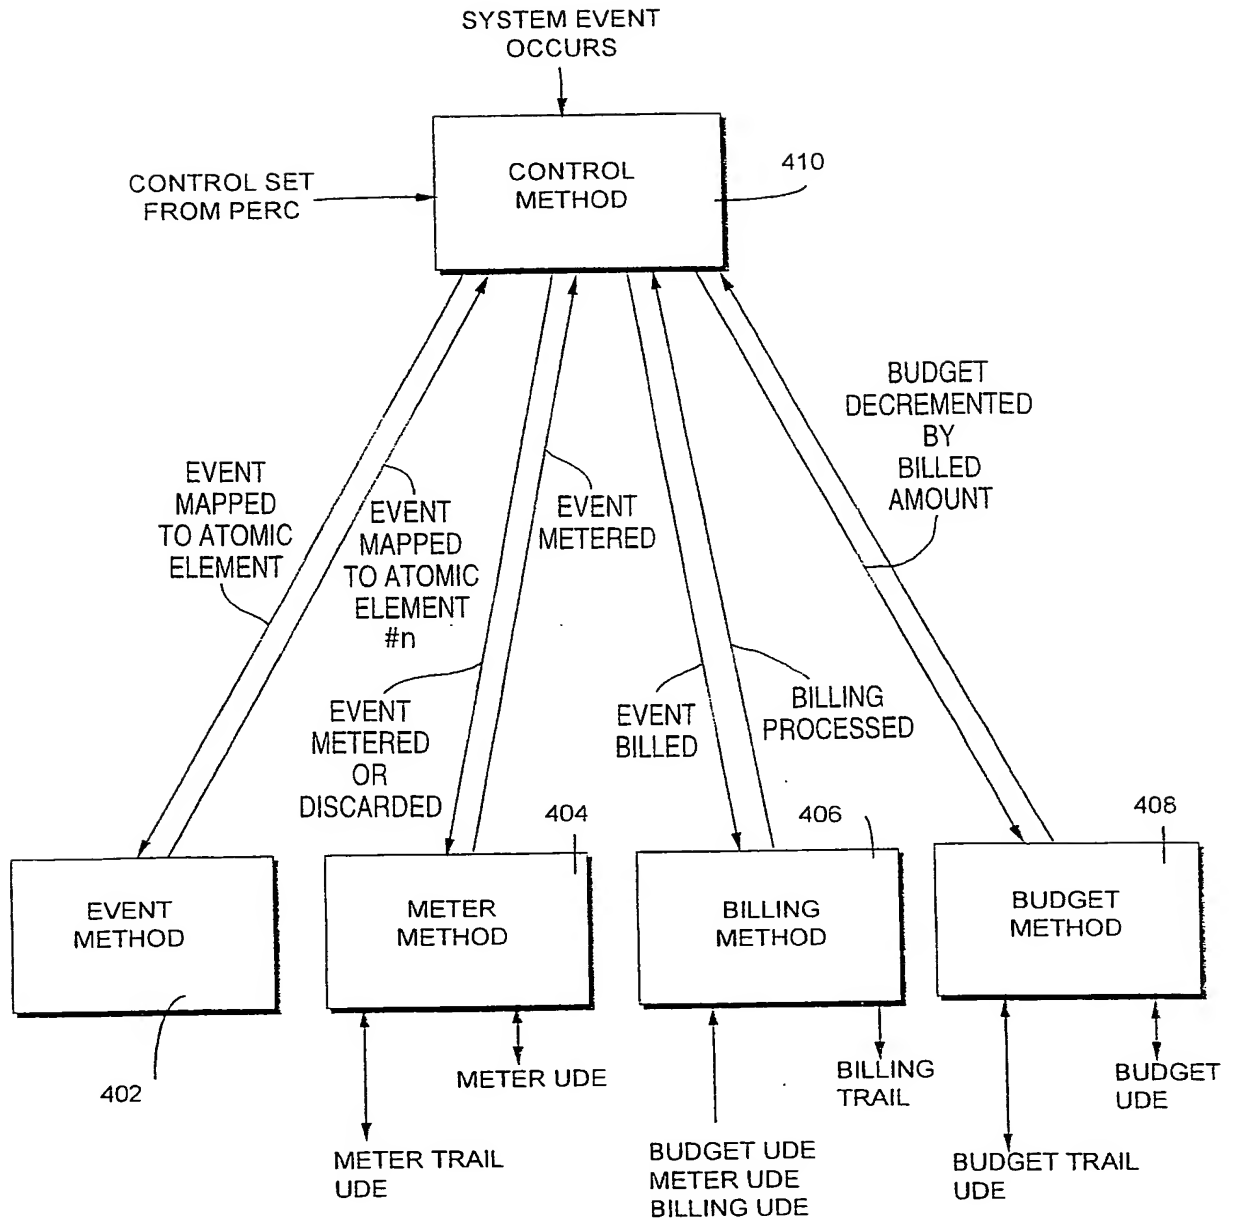 SYSTEM EVENT
OCCURS
CONTROL
METHOD
410
CONTROL SET
FROM PERC
BUDGET
DECREMENTED
BY
BILLED
AMOUNT
EVENT
MAPPED
TO ATOMIC
ELEMENT
EVENT
MAPPED
TO ATOMIC
ELEMENT
#n
EVENT
METERED
EVENT
METERED
OR
DISCARDED
EVENT
BILLED
BILLING
PROCESSED
404
406
408
EVENT
METHOD
METER
METHOD
BILLING
METHOD
BUDGET
METHOD
402
METER UDE
BILLING
TRAIL
BUDGET
UDE
METER TRAIL
UDE
BUDGET UDE
METER UDE
BILLING UDE
BUDGET TRAIL
UDE